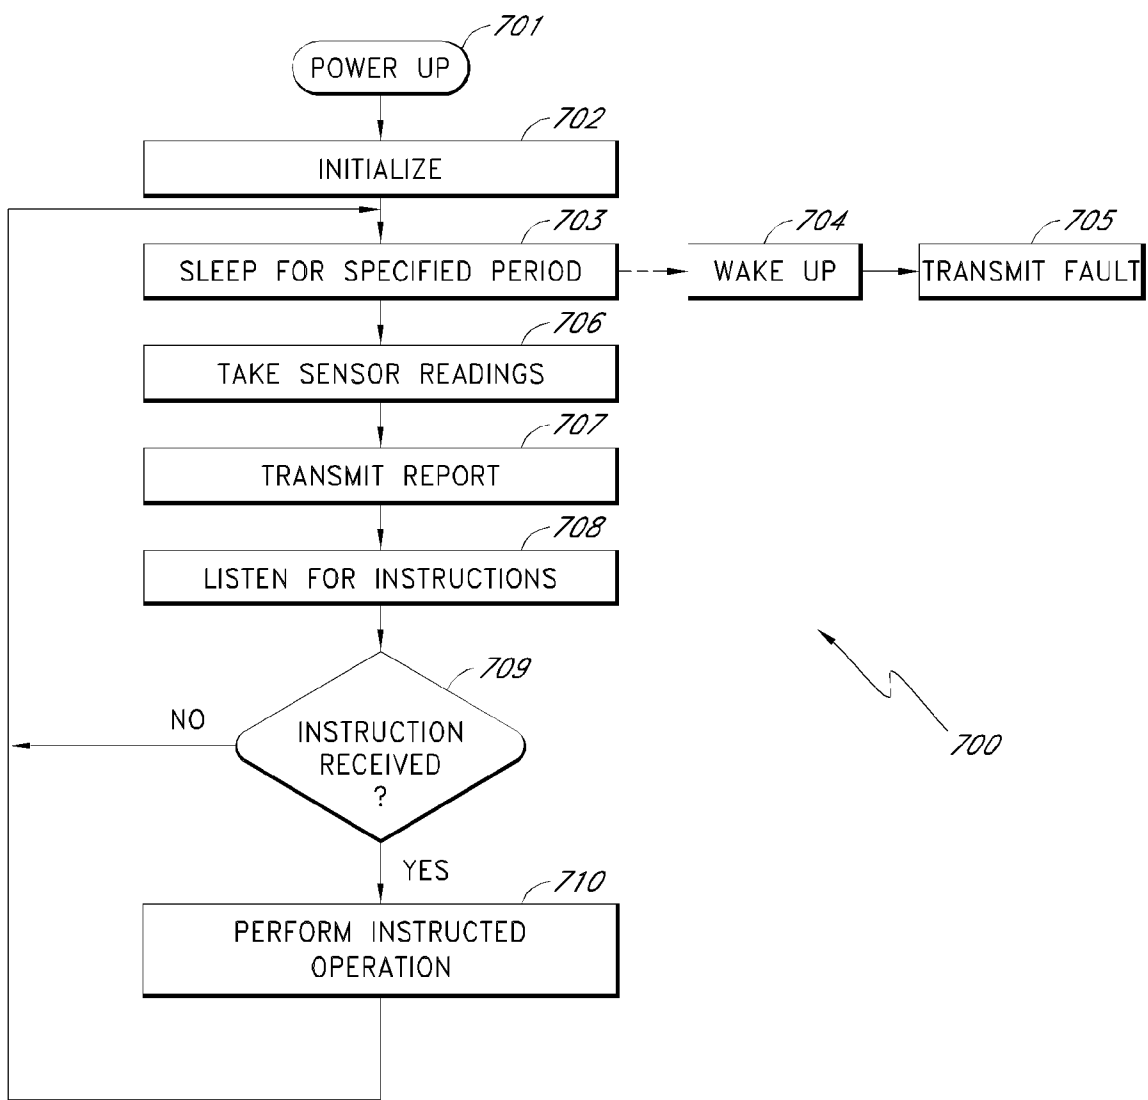 701
POWER UP
702
INITIALIZE
703
SLEEP FOR SPECIFIED PERIOD
704
WAKE UP
705
TRANSMIT FAULT
706
TAKE SENSOR READINGS
707
TRANSMIT REPORT
708
LISTEN FOR INSTRUCTIONS
709
INSTRUCTION
RECEIVED
?
NO
700
YES
710
PERFORM INSTRUCTED
OPERATION